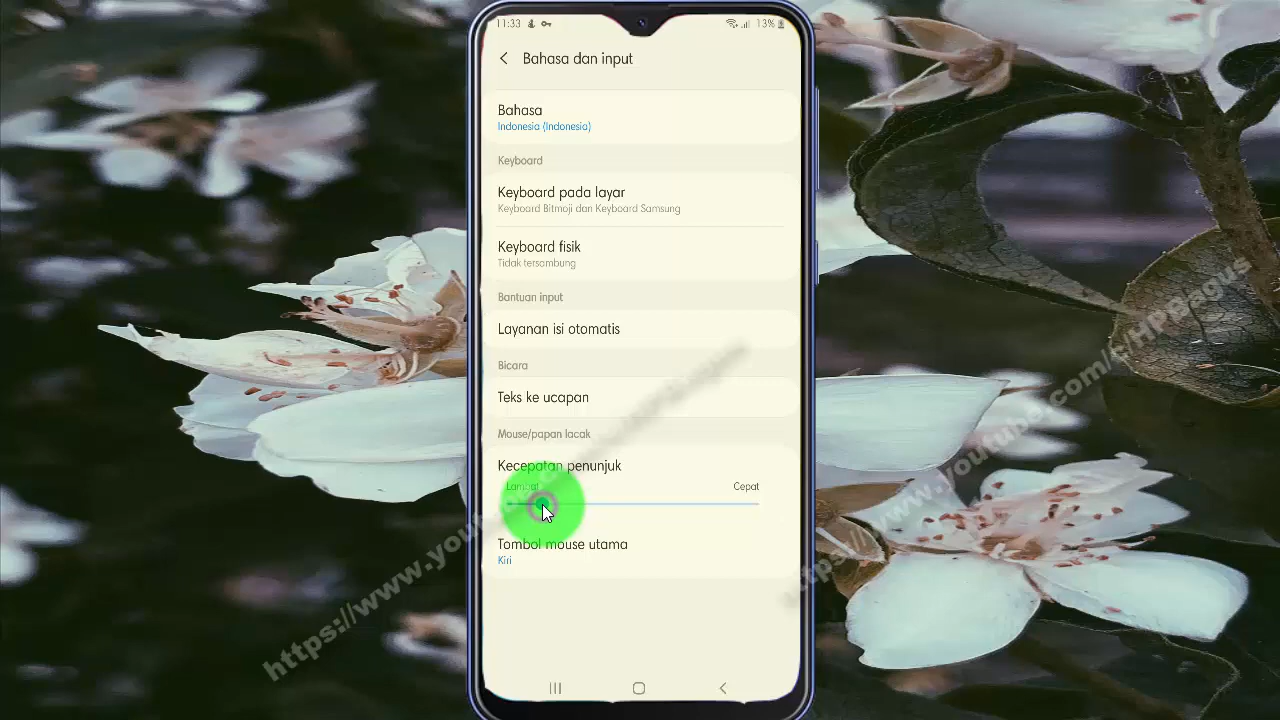 11:33
13%
Bahasa dan input
Bahasa
Indonesia (Indonesia)
Keyboard
Keyboard pada layar
Keyboard Bitmoji dan Keyboard Samsung
Keyboard fisik
Tidak tersambung
Bantuan input
Layanan isi otomatis
Bicara
Teks ke ucapan
Mouse/papan lacak
Kecepatan penunjuk
Lambat
Cepat
Tombol mouse utama
Kiri
https://www.youtube.com/c/HPBagus